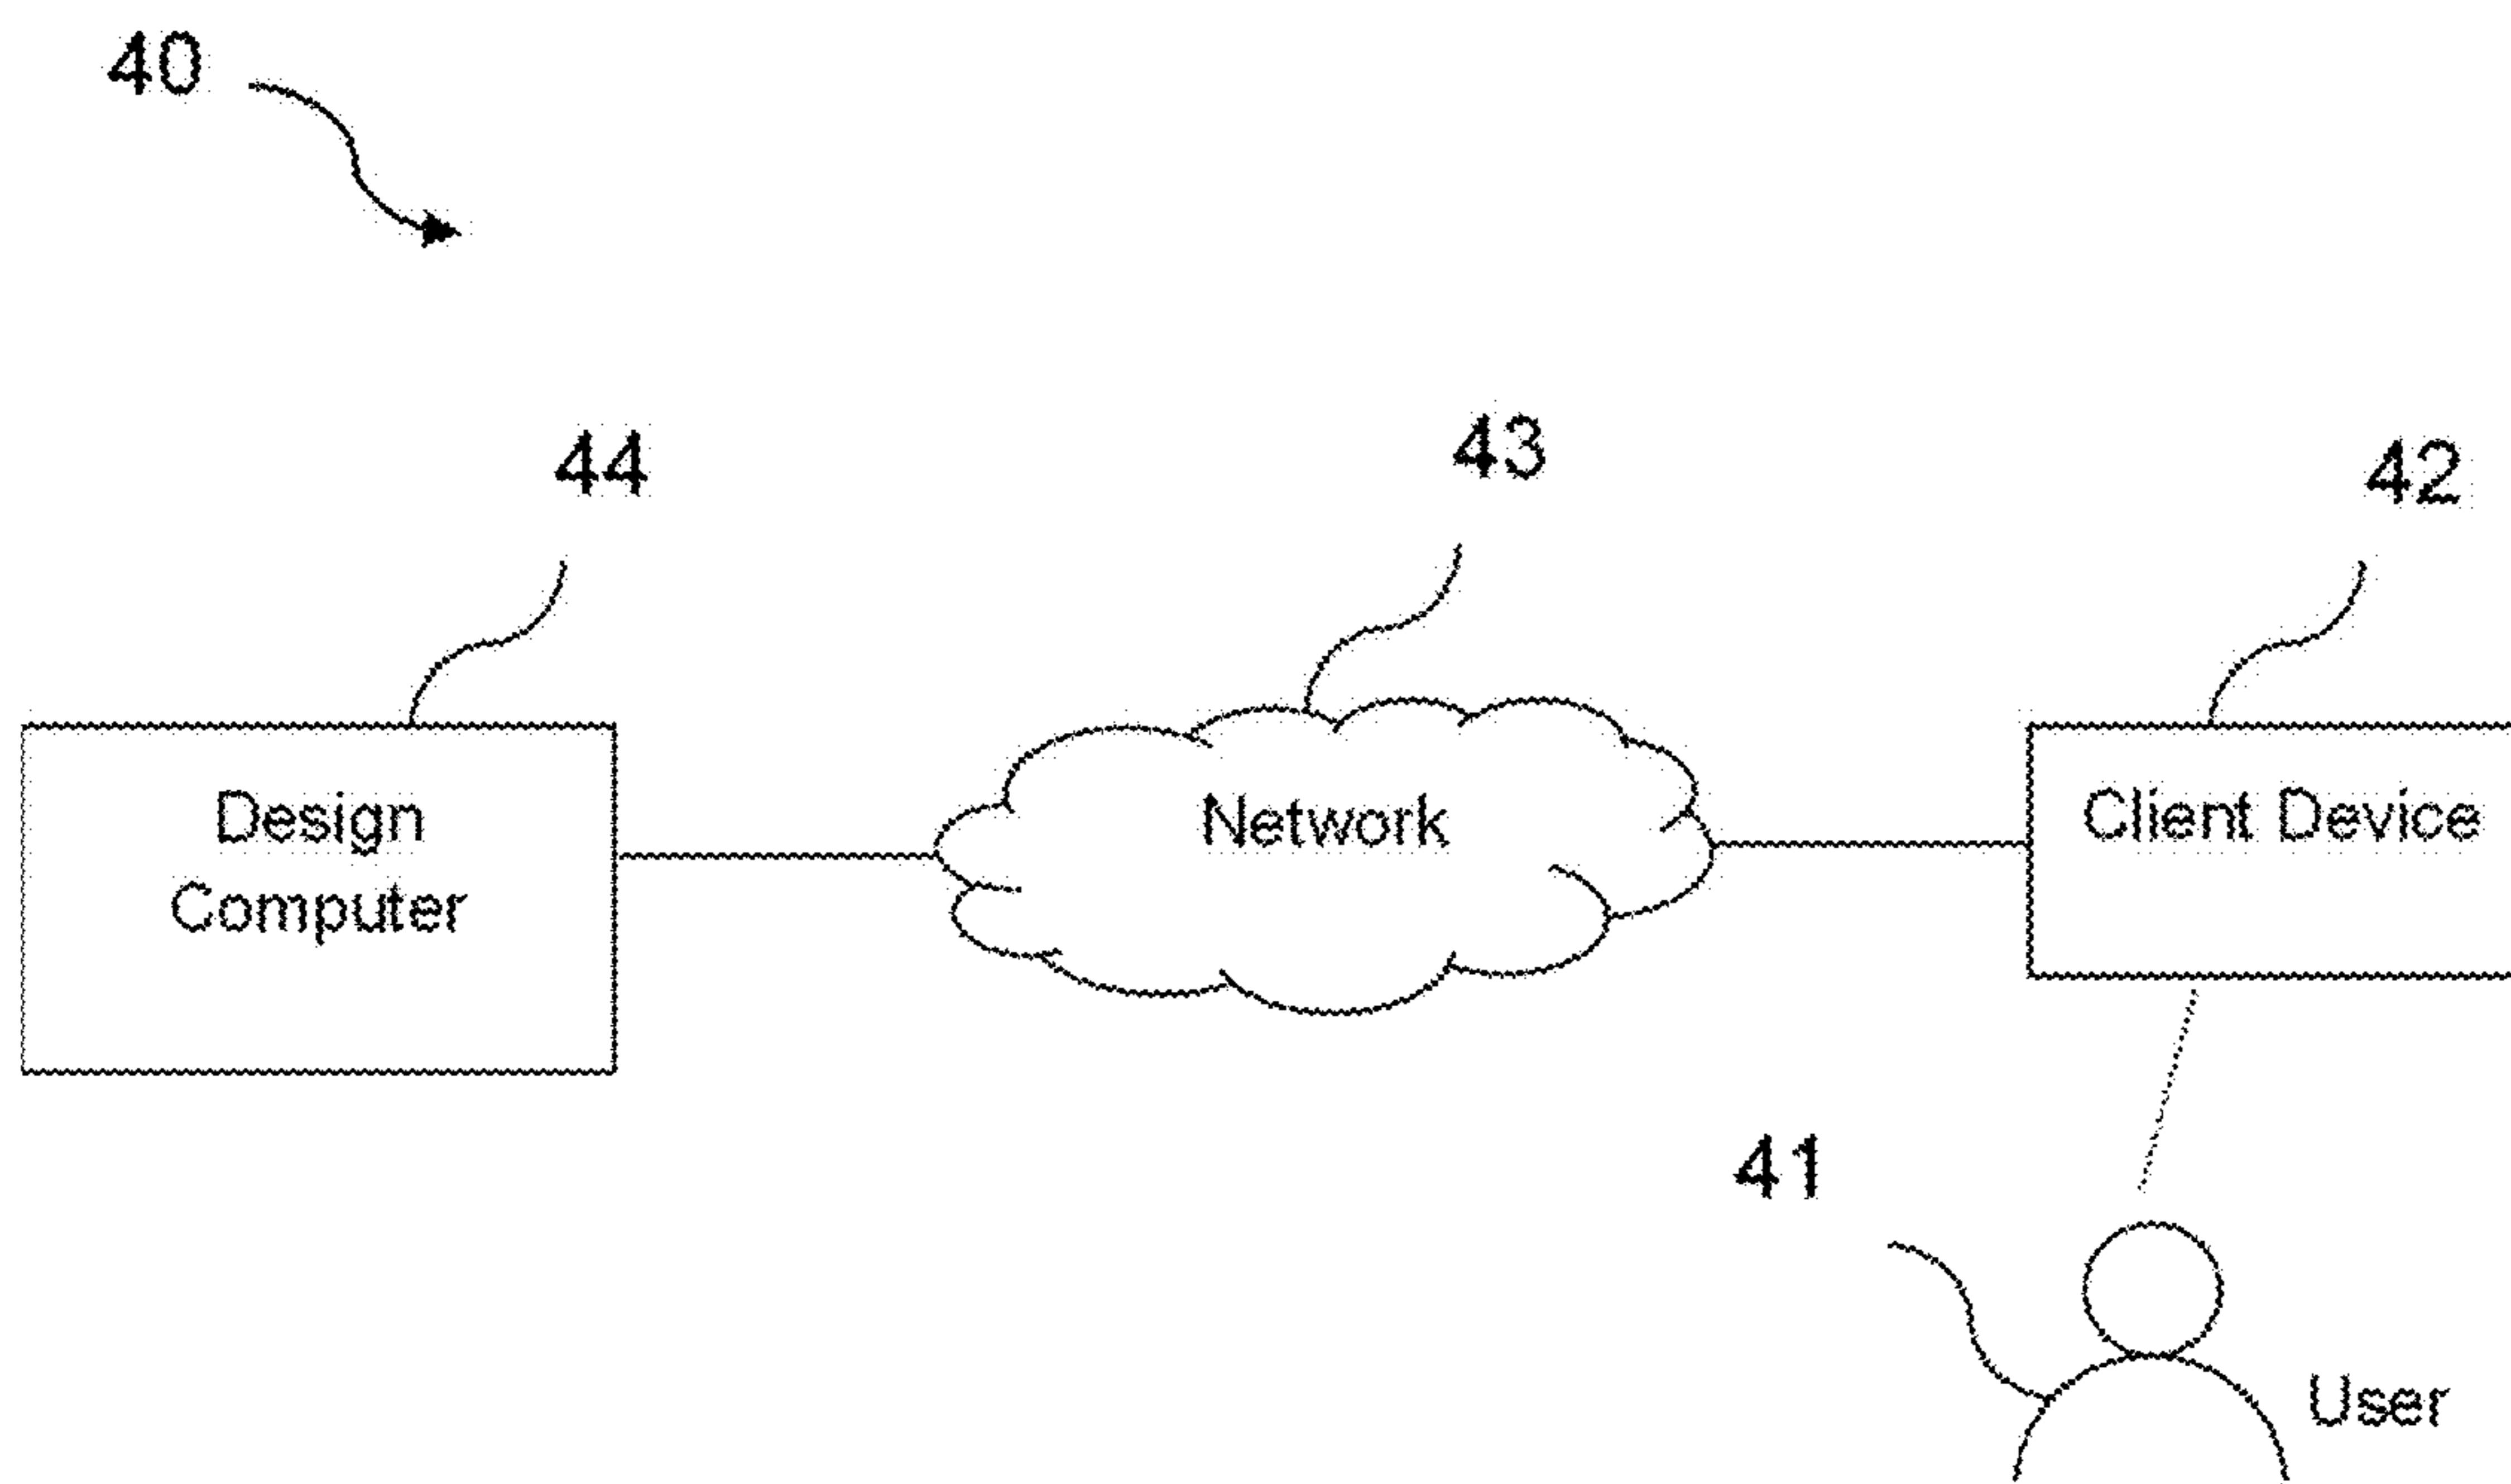 40
44
43
42
Design
Computer
Network
Client Device
41
User